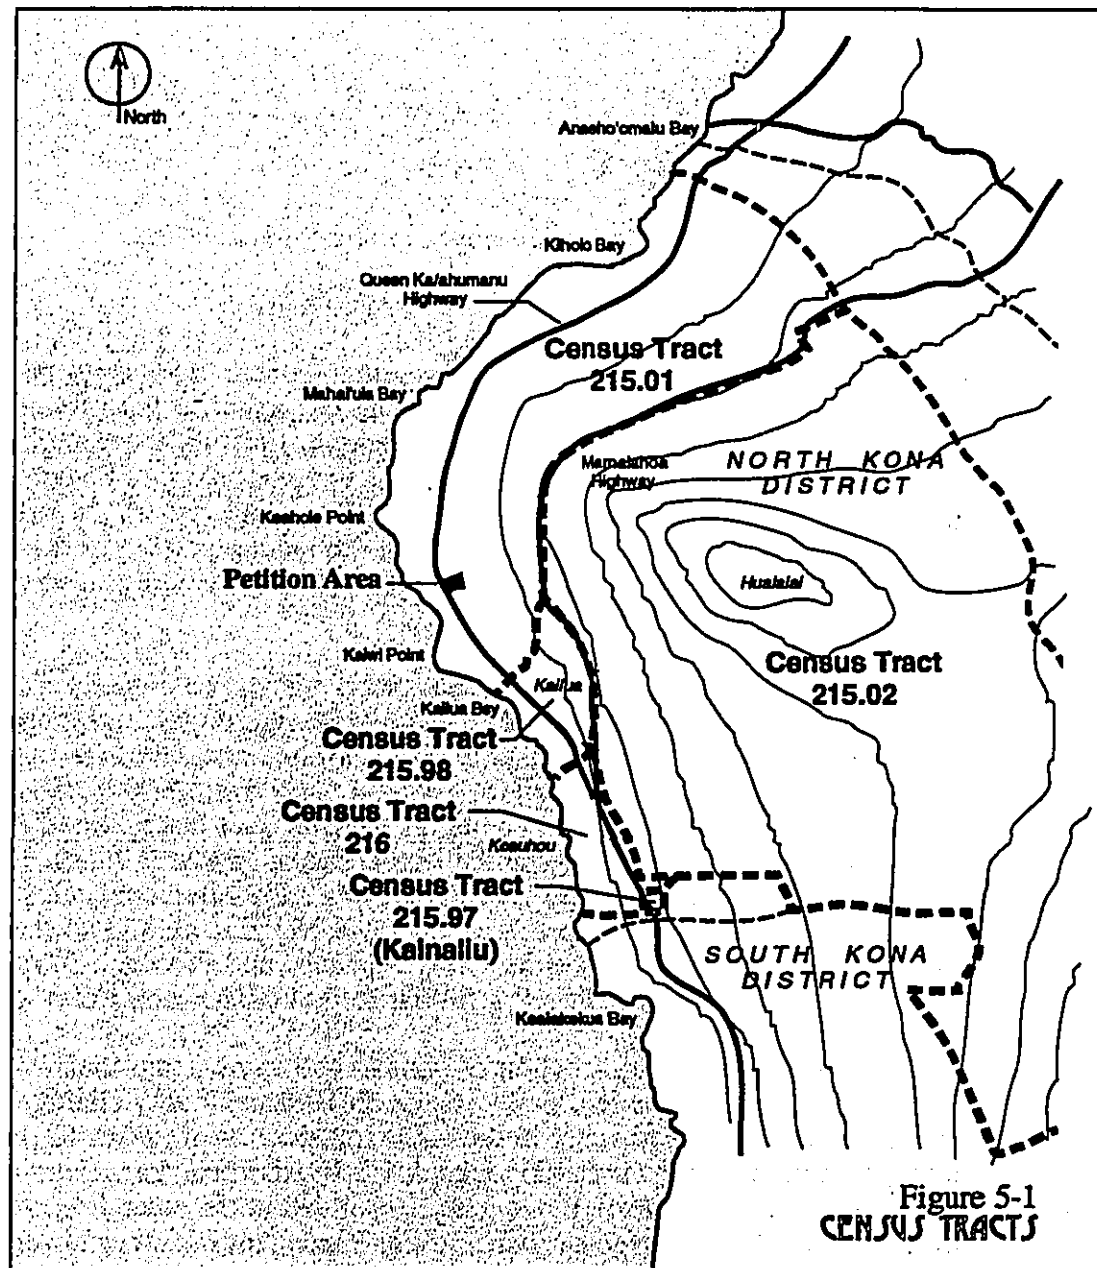 North
Anaeho'omalu Bay
Kiholo Bay
Queen Ka'ahumanu
Highway
Census Tract
215.01
Mahai'ula Bay
Mamalahoa
Highway
NORTH KONA
DISTRICT
Keahole Point
Petition Area
Hualalai
Kaiwi Point
Census Tract
215.02
Kailua
Kailua Bay
Census Tract
215.98
Census Tract
216
Keauhou
Census Tract
215.97
(Kainaliu)
SOUTH KONA
DISTRICT
Kealakekua Bay
Figure 5-1
CENSUS TRACTS